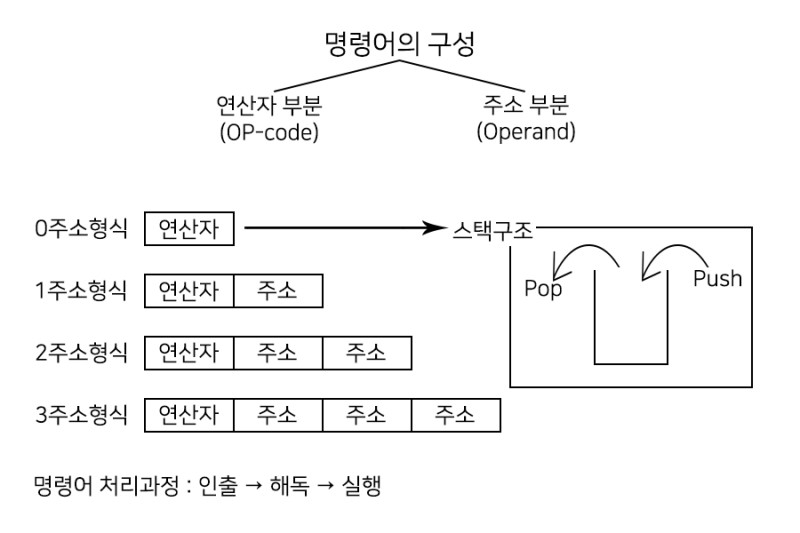 명령어의 구성
연산자 부분
(OP-code)
주소 부분
(Operand)
0주소형식 연산자 스택구조
Pop Push
1주소형식 연산자 주소
2주소형식 연산자 주소 주소
3주소형식 연산자 주소 주소 주소
명령어 처리과정 : 인출 → 해독 → 실행